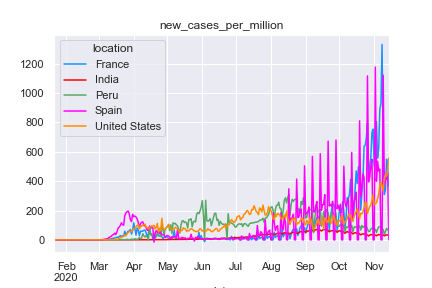 new_cases_per_million
location
France
India
Peru
Spain
United States
1200
1000
800
600
400
200
0
Feb Mar Apr May Jun Jul Aug Sep Oct Nov
2020